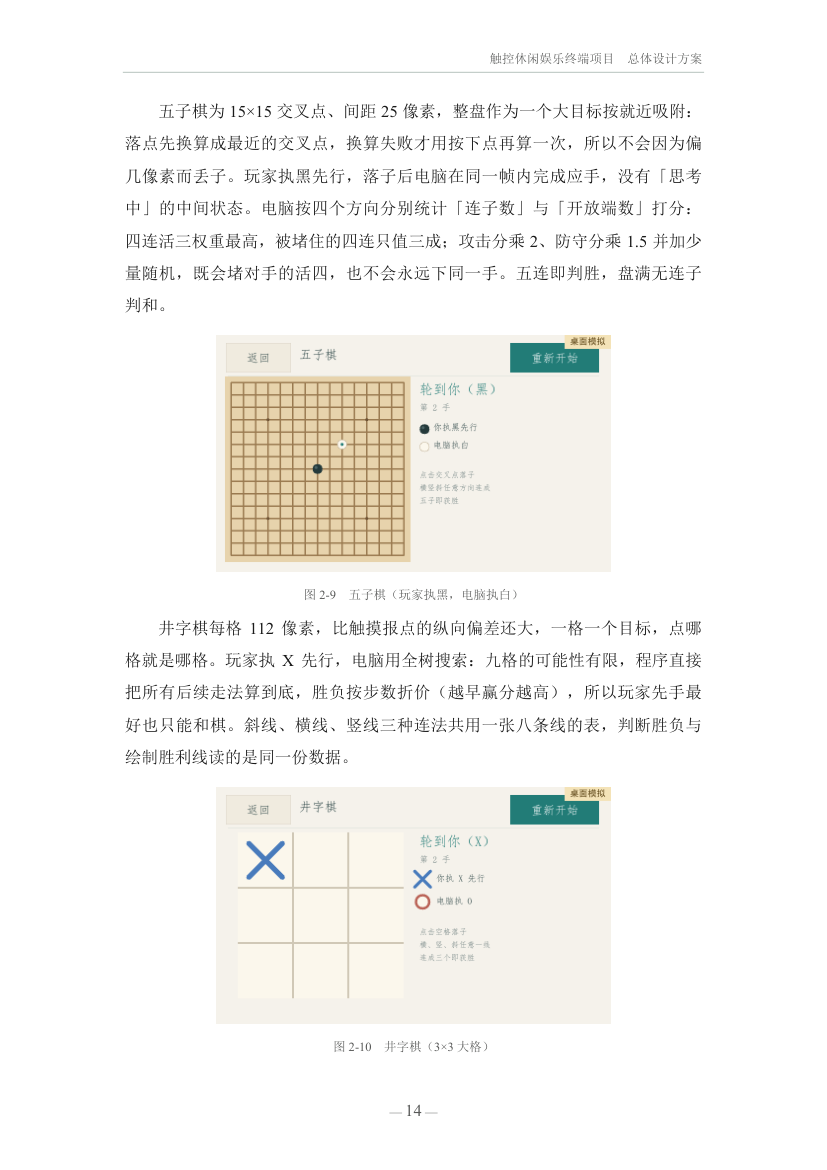 触控休闲娱乐终端项目　总体设计方案
五子棋为 15×15 交叉点、间距 25 像素，整盘作为一个大目标按就近吸附：
落点先换算成最近的交叉点，换算失败才用按下点再算一次，所以不会因为偏
几像素而丢子。玩家执黑先行，落子后电脑在同一帧内完成应手，没有「思考
中」的中间状态。电脑按四个方向分别统计「连子数」与「开放端数」打分：
四连活三权重最高，被堵住的四连只值三成；攻击分乘 2、防守分乘 1.5 并加少
量随机，既会堵对手的活四，也不会永远下同一手。五连即判胜，盘满无连子
判和。
桌面模拟
返回
五子棋
重新开始
轮到你（黑）
第 2 手
你执黑先行
电脑执白
点击交叉点落子
横竖斜任意方向连成
五子即获胜
图 2-9　五子棋（玩家执黑，电脑执白）
井字棋每格 112 像素，比触摸报点的纵向偏差还大，一格一个目标，点哪
格就是哪格。玩家执 X 先行，电脑用全树搜索：九格的可能性有限，程序直接
把所有后续走法算到底，胜负按步数折价（越早赢分越高），所以玩家先手最
好也只能和棋。斜线、横线、竖线三种连法共用一张八条线的表，判断胜负与
绘制胜利线读的是同一份数据。
桌面模拟
返回
井字棋
重新开始
轮到你（X）
第 2 手
你执 X 先行
电脑执 O
点击空格落子
横、竖、斜任意一线
连成三个即获胜
图 2-10　井字棋（3×3 大格）
— 14 —